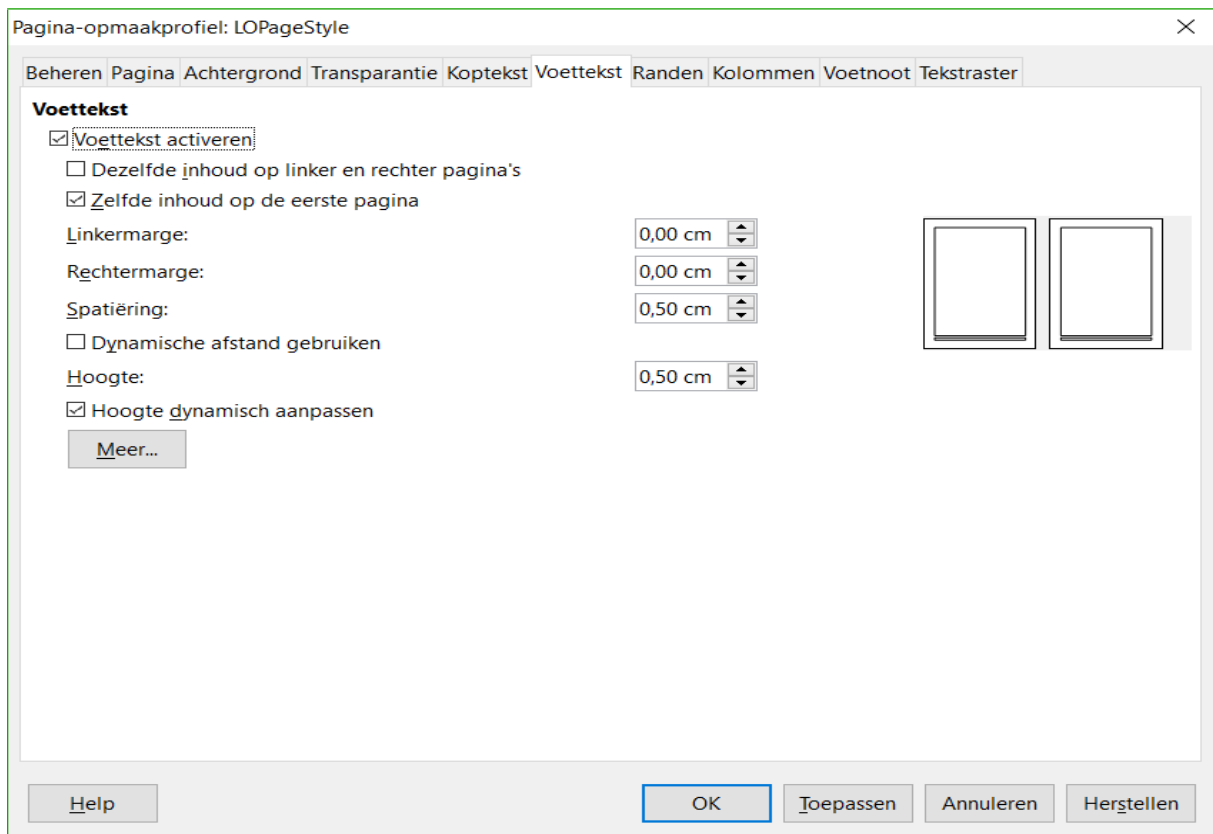 Pagina-opmaakprofiel: LOPageStyle
Beheren Pagina Achtergrond Transparantie Koptekst Voettekst Randen Kolommen Voetnoot Tekstraster
Voettekst
Voettekst activeren
Dezelfde inhoud op linker en rechter pagina's
Zelfde inhoud op de eerste pagina
Linkermarge: 0,00 cm
Rechtermarge: 0,00 cm
Spatiëring: 0,50 cm
Dynamische afstand gebruiken
Hoogte: 0,50 cm
Hoogte dynamisch aanpassen
Meer...
Help OK Toepassen Annuleren Herstellen